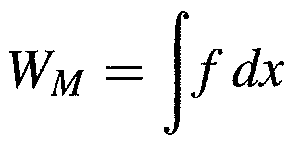 W_M = ∫ f dx